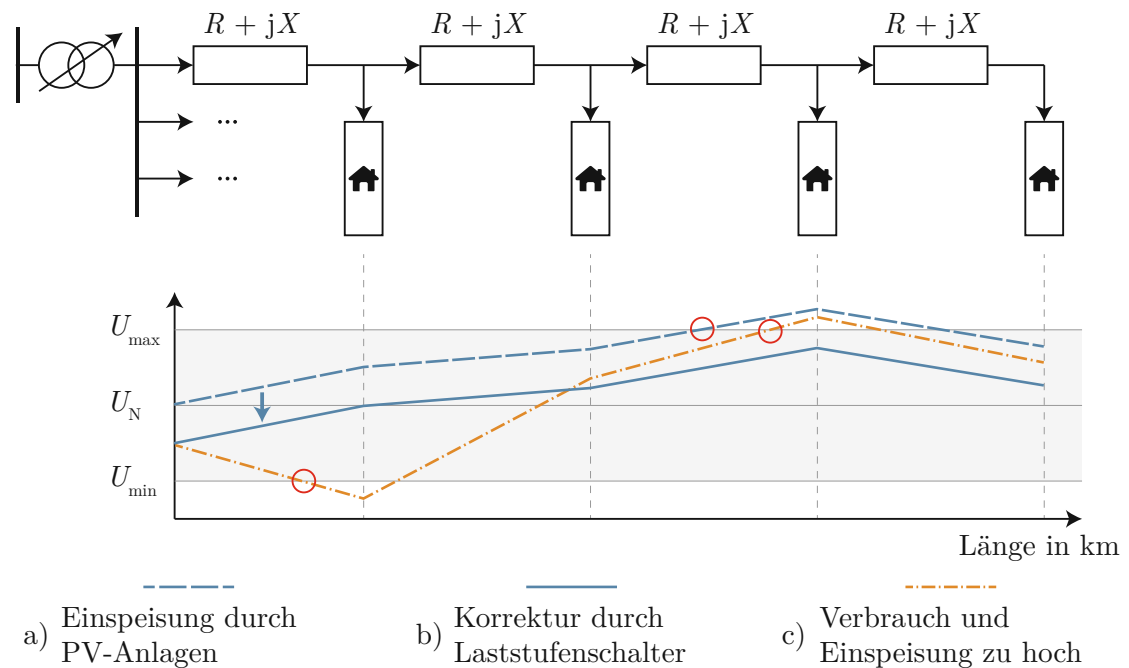 R + jX R + jX R + jX R + jX
...
...
U_max
U_N
U_min
Länge in km
a) Einspeisung durch
PV-Anlagen
b) Korrektur durch
Laststufenschalter
c) Verbrauch und
Einspeisung zu hoch